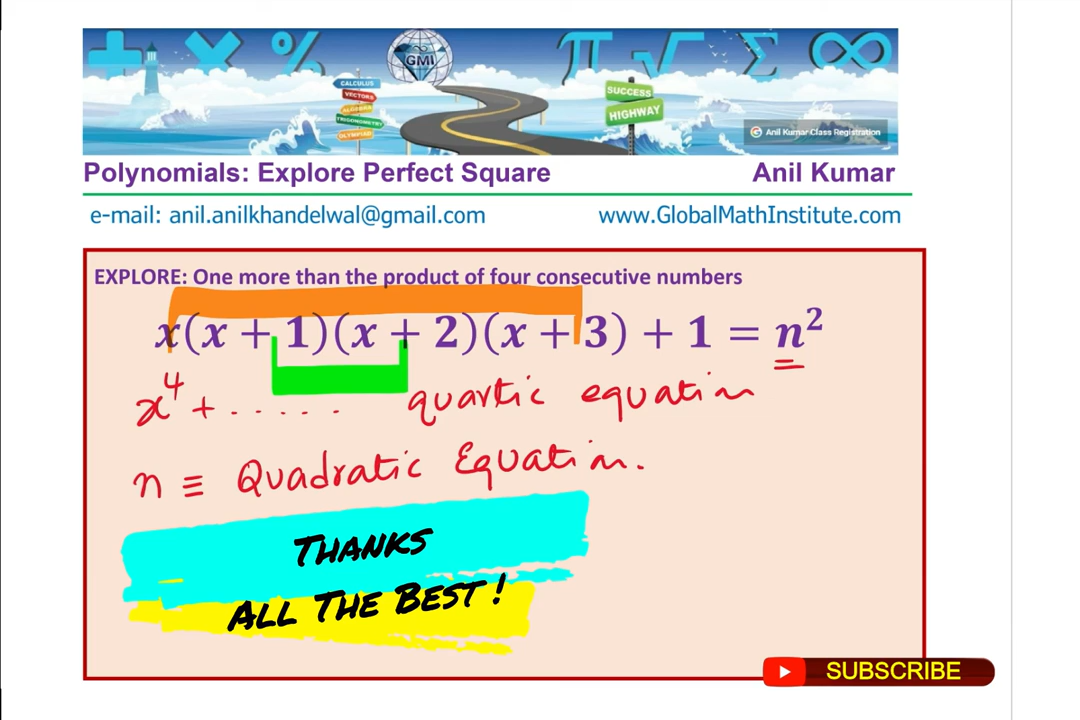 GMI
CALCULUS
VECTORS
ALGEBRA
TRIGONOMETRY
OLYMPIAD
SUCCESS
HIGHWAY
Anil Kumar Class Registration
Polynomials: Explore Perfect Square Anil Kumar
e-mail: anil.anilkhandelwal@gmail.com www.GlobalMathInstitute.com
EXPLORE: One more than the product of four consecutive numbers
x(x + 1)(x + 2)(x + 3) + 1 = n²
x⁴ + ..... quartic equation
n ≡ Quadratic Equation.
THANKS
ALL THE BEST!
SUBSCRIBE